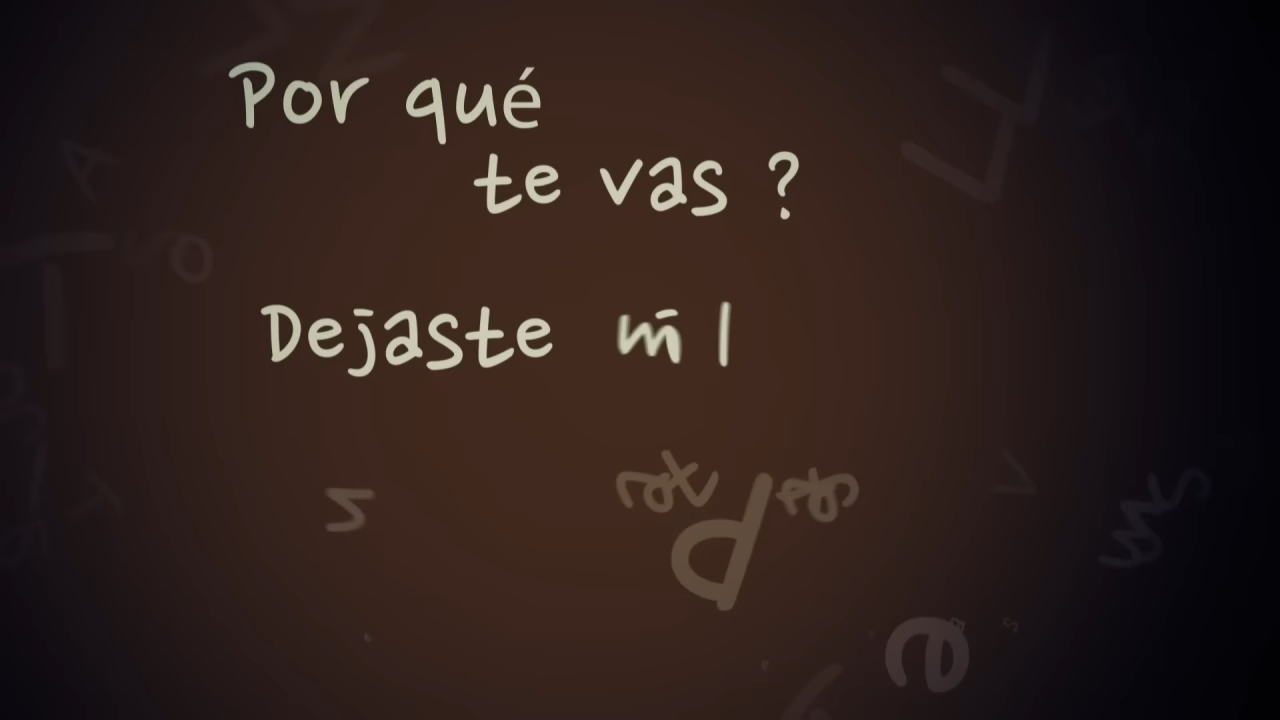 Por qué
te vas ?
Dejaste